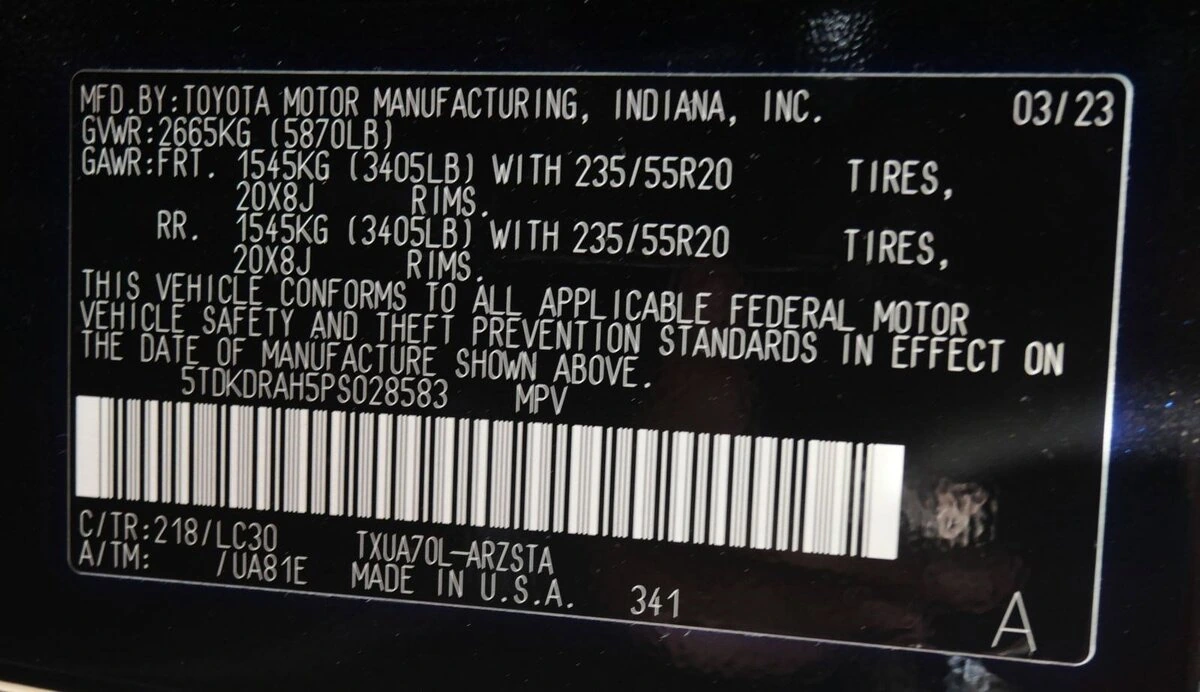 MFD.BY:TOYOTA MOTOR MANUFACTURING, INDIANA, INC. 03/23
GVWR:2665KG (5870LB)
GAWR:FRT. 1545KG (3405LB) WITH 235/55R20 TIRES,
20X8J RIMS.
RR. 1545KG (3405LB) WITH 235/55R20 TIRES,
20X8J RIMS.
THIS VEHICLE CONFORMS TO ALL APPLICABLE FEDERAL MOTOR
VEHICLE SAFETY AND THEFT PREVENTION STANDARDS IN EFFECT ON
THE DATE OF MANUFACTURE SHOWN ABOVE.
5TDKDRAH5PS028583 MPV
C/TR:218/LC30 TXUA70L-ARZSTA
A/TM: /UA81E MADE IN U.S.A. 341 A